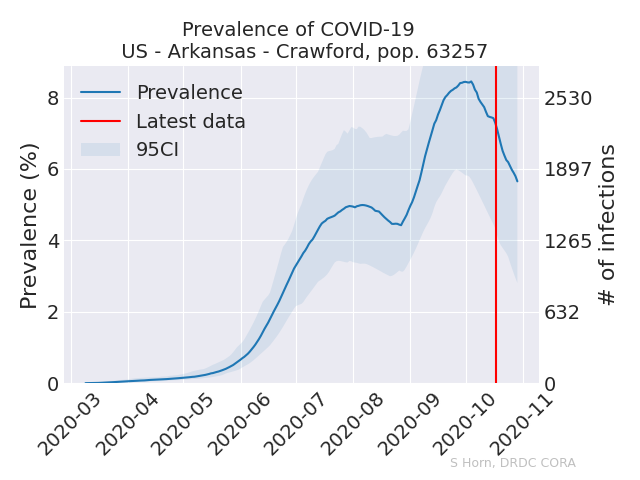 Prevalence of COVID-19
US - Arkansas - Crawford, pop. 63257
Prevalence
Latest data
95CI
Prevalence (%)
8
6
4
2
0
# of infections
2530
1897
1265
632
0
2020-03
2020-04
2020-05
2020-06
2020-07
2020-08
2020-09
2020-10
2020-11
S Horn, DRDC CORA